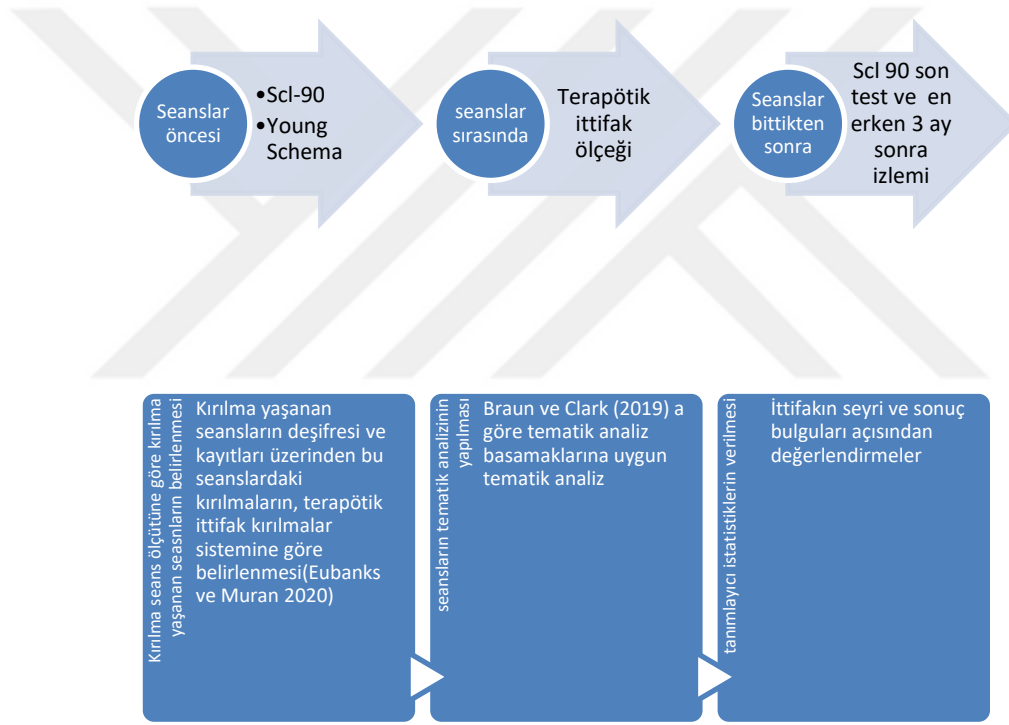 Seanslar
öncesi
•Scl-90
•Young
Schema
seanslar
sırasında
Terapötik
ittifak
ölçeği
Seanslar
bittikten
sonra
Scl 90 son
test ve en
erken 3 ay
sonra
izlemi
Kırılma seans ölçütüne göre kırılma
yaşanan seasnların belirlenmesi
Kırılma yaşanan
seansların deşifresi ve
kayıtları üzerinden bu
seanslardaki
kırılmaların, terapötik
ittifak kırılmalar
sistemine göre
belirlenmesi(Eubanks
ve Muran 2020)
seansların tematik analizinin
yapılması
Braun ve Clark (2019) a
göre tematik analiz
basamaklarına uygun
tematik analiz
tanımlayıcı istatistiklerin verilmesi
İttifakın seyri ve sonuç
bulguları açısından
değerlendirmeler